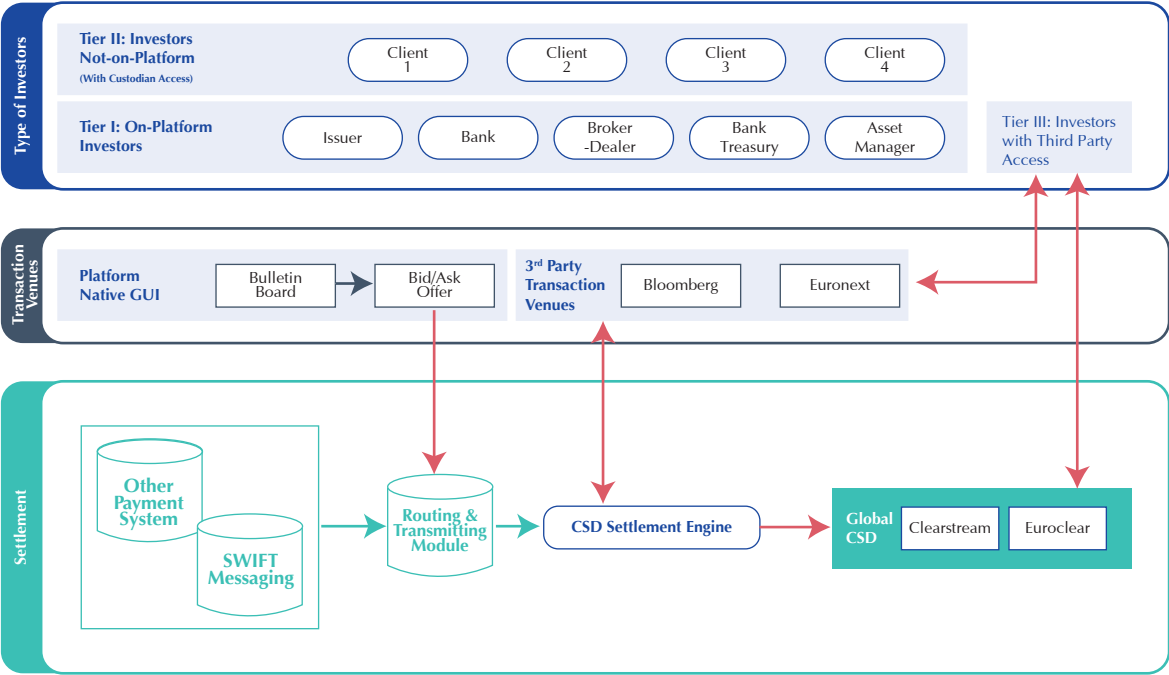 Type of Investors
Tier II: Investors
Not-on-Platform
(With Custodian Access)
Client
1
Client
2
Client
3
Client
4
Tier I: On-Platform
Investors
Issuer
Bank
Broker
-Dealer
Bank
Treasury
Asset
Manager
Tier III: Investors
with Third Party
Access
Transaction
Venues
Platform
Native GUI
Bulletin
Board
Bid/Ask
Offer
3rd Party
Transaction
Venues
Bloomberg
Euronext
Settlement
Other
Payment
System
SWIFT
Messaging
Routing &
Transmitting
Module
CSD Settlement Engine
Global
CSD
Clearstream
Euroclear